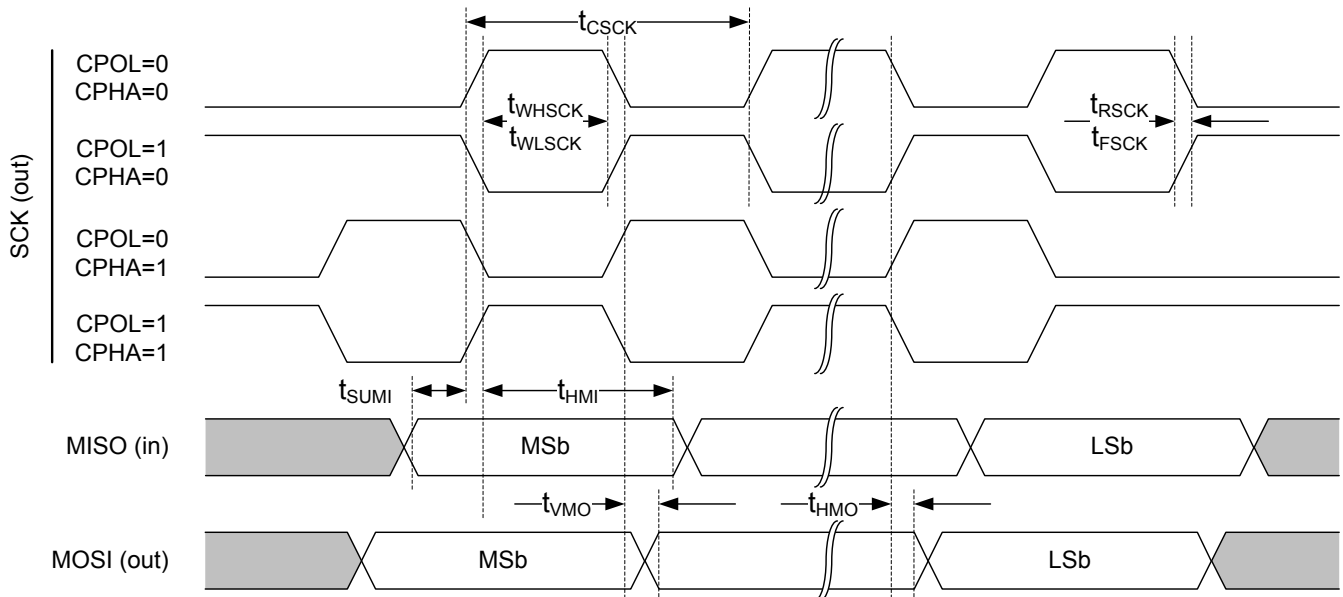 tCSCK
CPOL=0
CPHA=0
tWHSCK
tWLSCK
tRSCK
tFSCK
CPOL=1
CPHA=0
SCK (out)
CPOL=0
CPHA=1
CPOL=1
CPHA=1
tSUMI
tHMI
MISO (in)
MSb
LSb
tVMO
tHMO
MOSI (out)
MSb
LSb